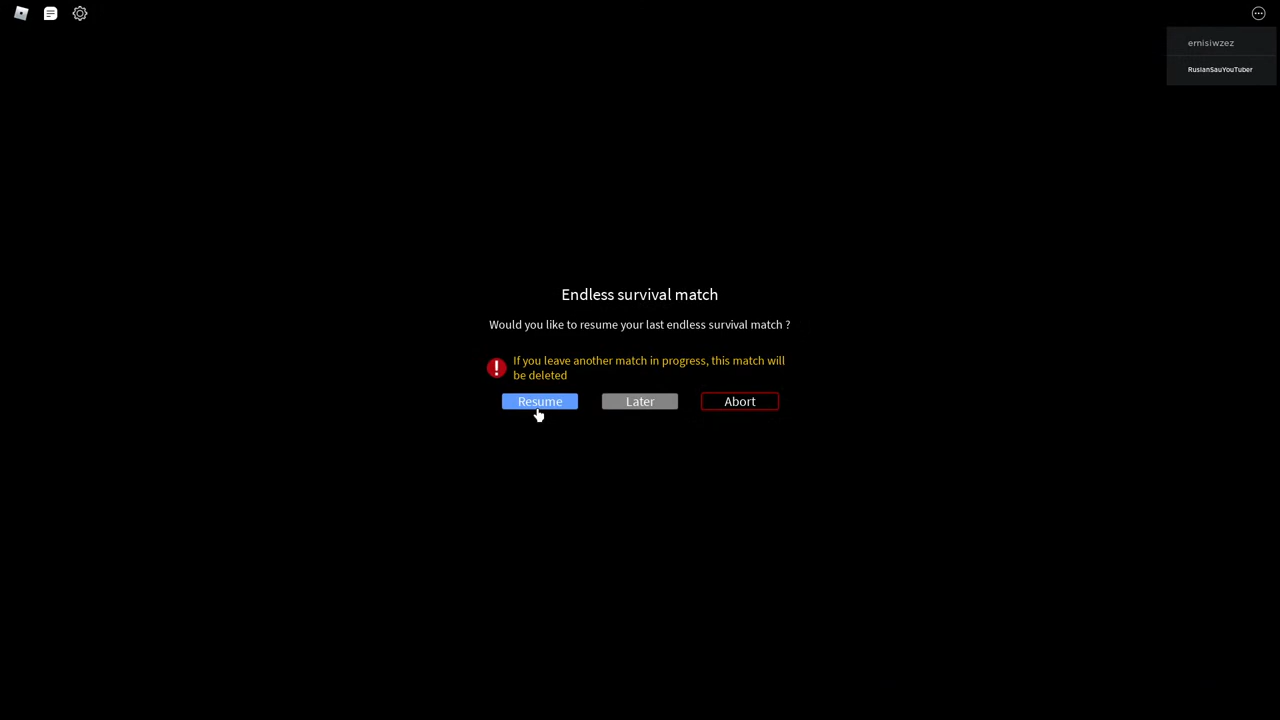 emisiwzez
RuslanSauYouTuber
Endless survival match
Would you like to resume your last endless survival match ?
If you leave another match in progress, this match will
be deleted
Resume
Later
Abort